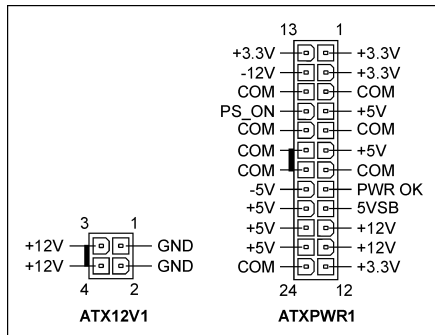 13 1
+3.3V +3.3V
-12V +3.3V
COM COM
PS_ON +5V
COM COM
COM +5V
COM COM
-5V PWR OK
+5V 5VSB
+5V +12V
+5V +12V
COM +3.3V
24 12
ATXPWR1
3 1
+12V GND
+12V GND
4 2
ATX12V1